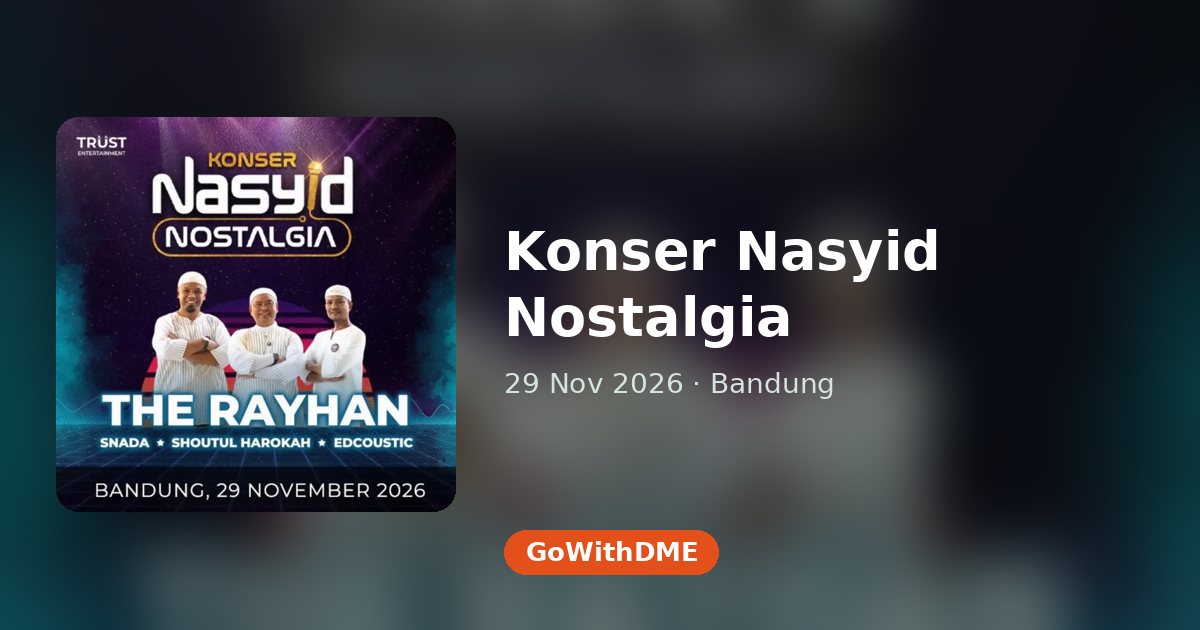 TRUST
ENTERTAINMENT
KONSER
Nasyid
NOSTALGIA
THE RAYHAN
SNADA ★ SHOUTUL HAROKAH ★ EDCOUSTIC
BANDUNG, 29 NOVEMBER 2026
Konser Nasyid
Nostalgia
29 Nov 2026 · Bandung
GoWithDME